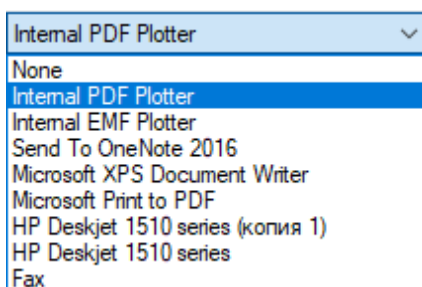 Internal PDF Plotter
None
Internal PDF Plotter
Internal EMF Plotter
Send To OneNote 2016
Microsoft XPS Document Writer
Microsoft Print to PDF
HP Deskjet 1510 series (копия 1)
HP Deskjet 1510 series
Fax